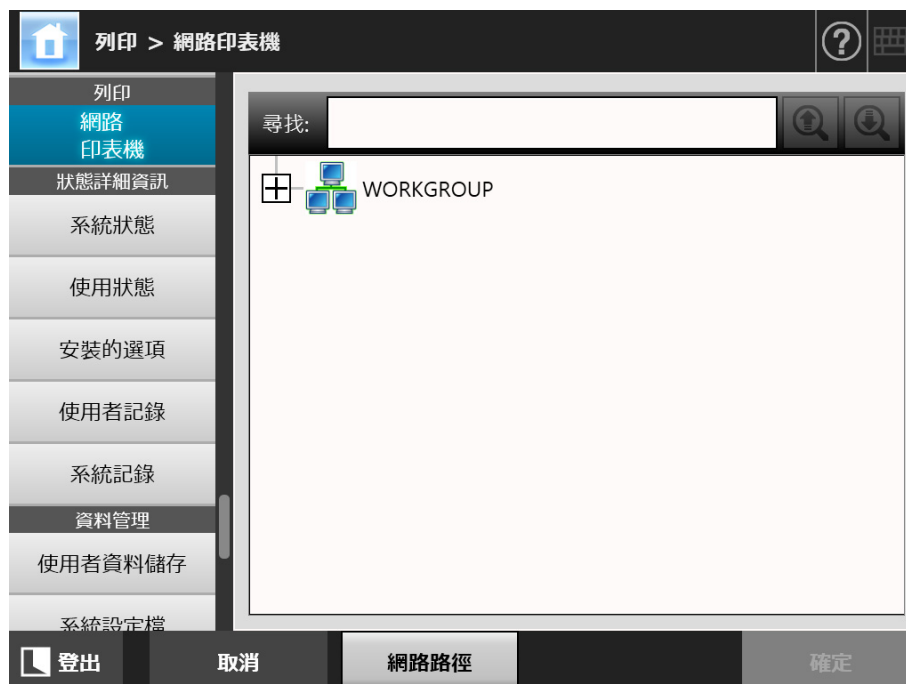 列印 > 網路印表機
列印
網路
印表機
狀態詳細資訊
系統狀態
使用狀態
安裝的選項
使用者記錄
系統記錄
資料管理
使用者資料儲存
系統設定檔
尋找:
WORKGROUP
登出
取消
網路路徑
確定